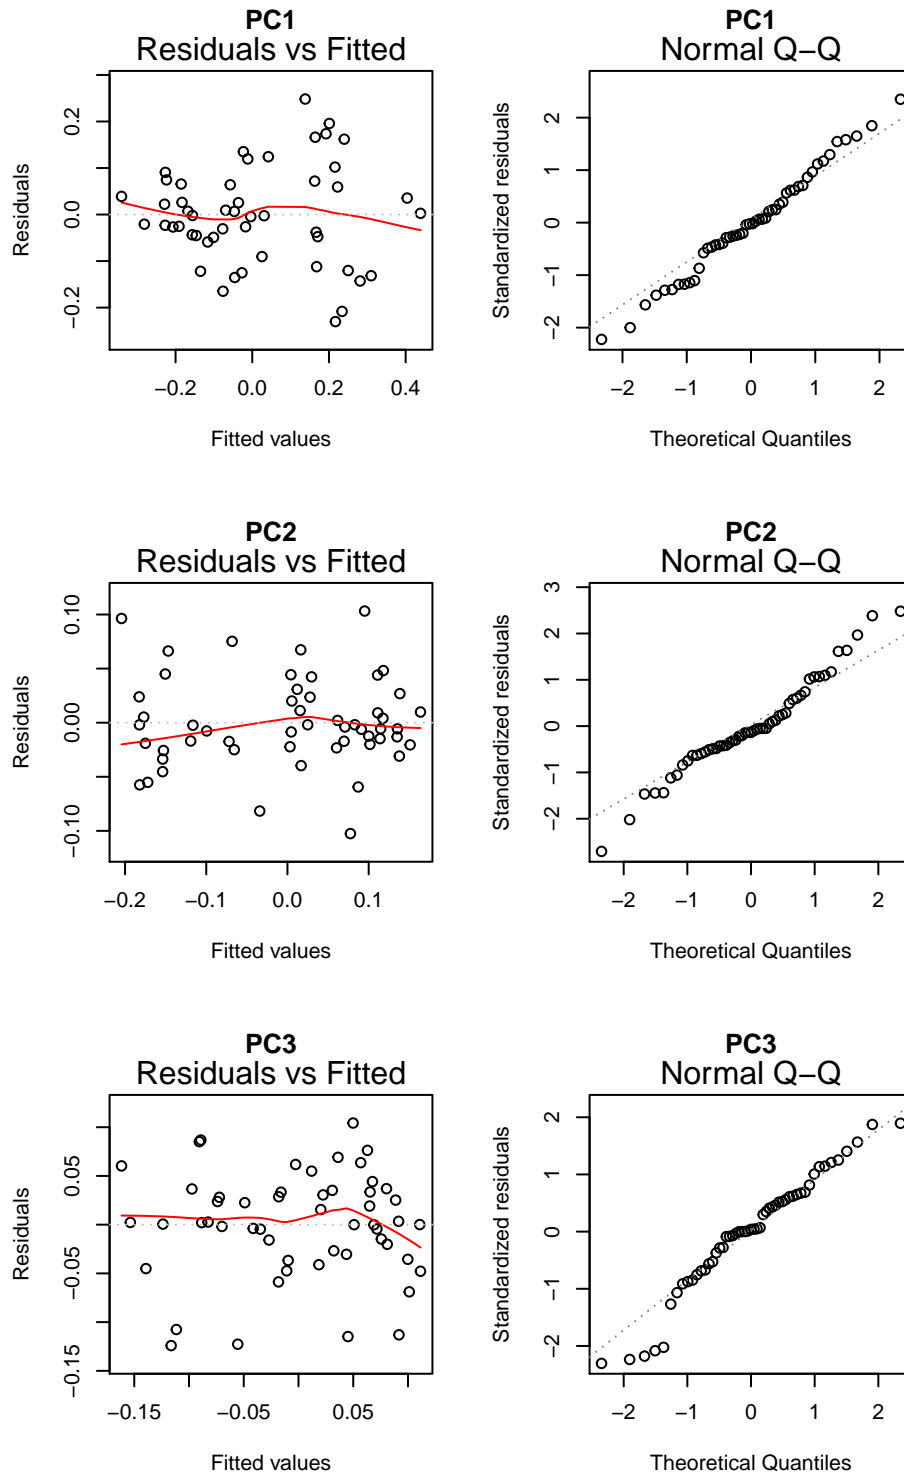 PC1
Residuals vs Fitted
Residuals
0.2
0.0
−0.2
−0.2 0.0 0.2 0.4
Fitted values
PC1
Normal Q−Q
Standardized residuals
2
1
0
−1
−2
−2 −1 0 1 2
Theoretical Quantiles
PC2
Residuals vs Fitted
Residuals
0.10
0.00
−0.10
−0.2 −0.1 0.0 0.1
Fitted values
PC2
Normal Q−Q
Standardized residuals
3
2
1
0
−1
−2
−2 −1 0 1 2
Theoretical Quantiles
PC3
Residuals vs Fitted
Residuals
0.05
−0.05
−0.15
−0.15 −0.05 0.05
Fitted values
PC3
Normal Q−Q
Standardized residuals
2
1
0
−1
−2
−2 −1 0 1 2
Theoretical Quantiles